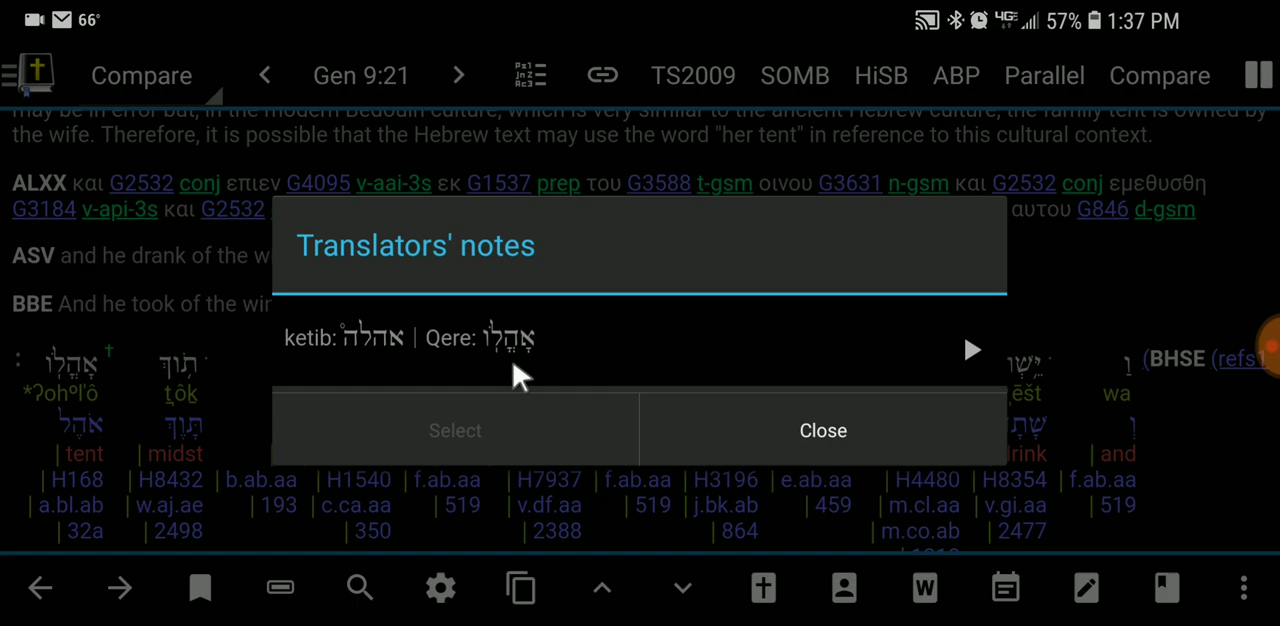 66° 57% 1:37 PM
Compare Gen 9:21 TS2009 SOMB HiSB ABP Parallel Compare
may be in error but, in the modern Bedouin culture, which is very similar to the ancient Hebrew culture, the family tent is owned by
the wife. Therefore, it is possible that the Hebrew text may use the word "her tent" in reference to this cultural context.
ALXX και G2532 conj επιεν G4095 v-aai-3s εκ G1537 prep του G3588 t-gsm οινου G3631 n-gsm και G2532 conj εμεθυσθη
G3184 v-api-3s και G2532 αυτου G846 d-gsm
ASV and he drank of the
BBE And he took of the
Translators' notes
ketib: אהלה֯ | Qere: אָהֳלֹֽו
Select Close
: אָהֳלֹֽו † תֹ֥וךְ יֵּ֥שְׁ וַ (BHSE (refs1
*ʔohºl'ô ṯôḵ ēšt wa
אֹהֶל תָּוֶךְ שָׁתָ וְ
| tent | midst drink | and
| H168 | H8432 | b.ab.aa | H1540 | f.ab.aa | H7937 | f.ab.aa | H3196 | e.ab.aa | H4480 | H8354 | f.ab.aa
| a.bl.ab | w.aj.ae | 193 | c.ca.aa | 519 | v.df.aa | 519 | j.bk.ab | 459 | m.cl.aa | v.gi.aa | 519
| 32a | 2498 | 350 | 2388 | 864 | m.co.ab | 2477